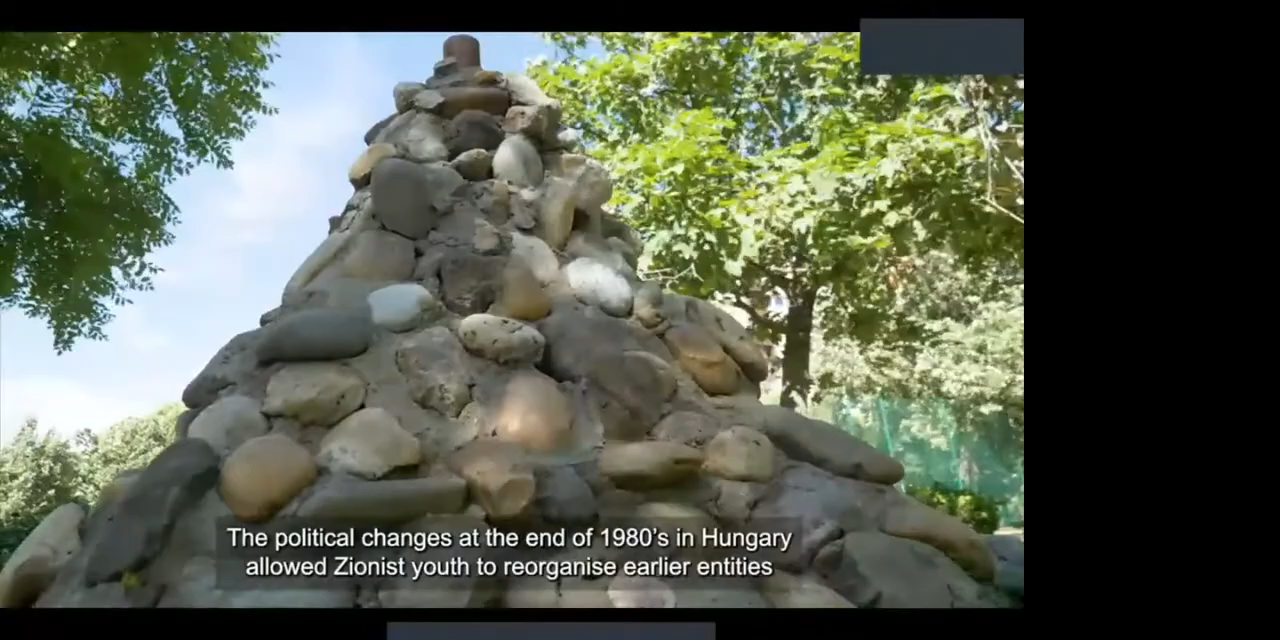 The political changes at the end of 1980's in Hungary
allowed Zionist youth to reorganise earlier entities